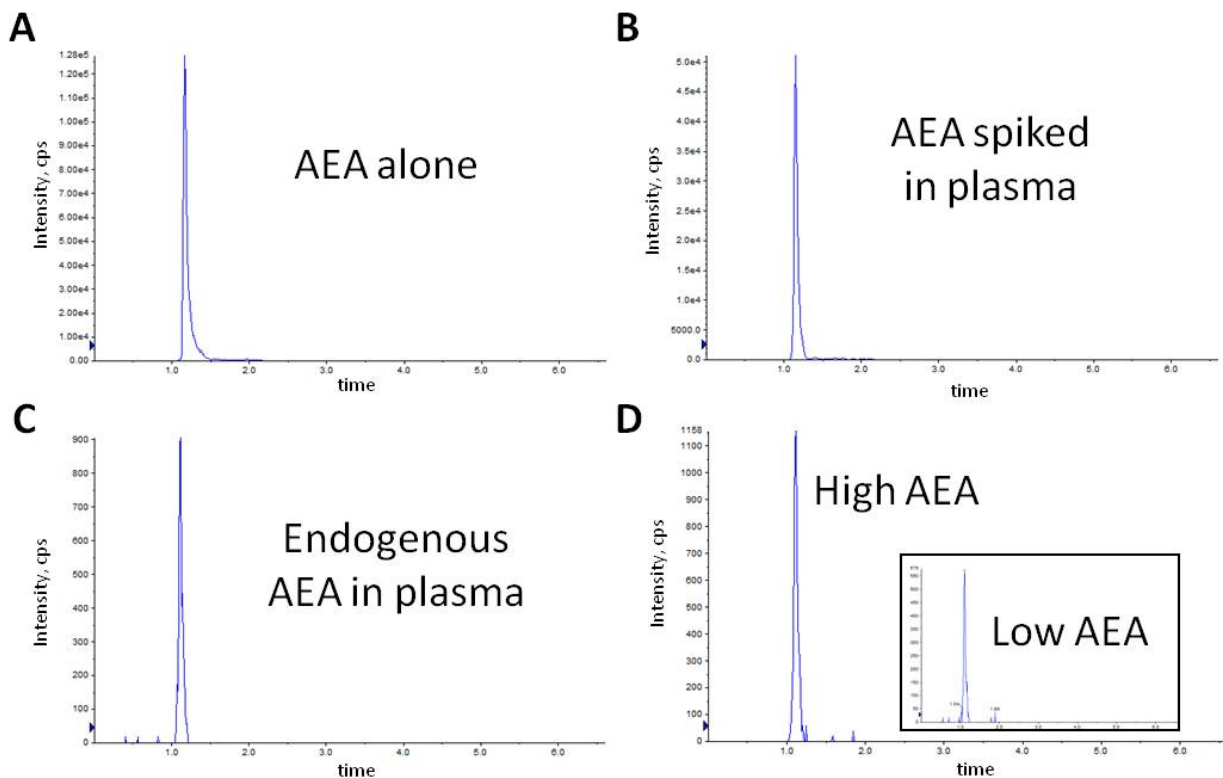 A
1.28e5
1.20e5
1.10e5
1.00e5
9.00e4
8.00e4
7.00e4
6.00e4
5.00e4
4.00e4
3.00e4
2.00e4
1.00e4
0.00
Intensity, cps
AEA alone
1.0 2.0 3.0 4.0 5.0 6.0
time
B
5.0e4
4.5e4
4.0e4
3.5e4
3.0e4
2.5e4
2.0e4
1.5e4
1.0e4
5000.0
0.0
Intensity, cps
AEA spiked
in plasma
1.0 2.0 3.0 4.0 5.0 6.0
time
C
900
800
700
600
500
400
300
200
100
0
Intensity, cps
Endogenous
AEA in plasma
1.0 2.0 3.0 4.0 5.0 6.0
time
D
1158
1100
1000
900
800
700
600
500
400
300
200
100
0
Intensity, cps
High AEA
Low AEA
1.0 2.0 3.0 4.0 5.0 6.0
time